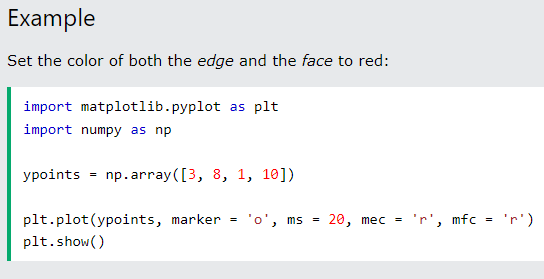 Example
Set the color of both the edge and the face to red:
import matplotlib.pyplot as plt
import numpy as np
ypoints = np.array([3, 8, 1, 10])
plt.plot(ypoints, marker = 'o', ms = 20, mec = 'r', mfc = 'r')
plt.show()